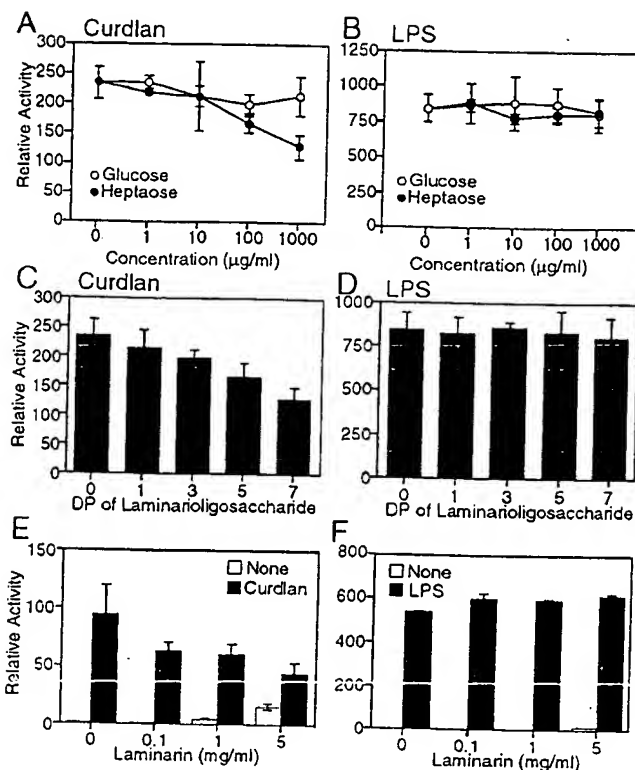 A Curdlan
300
250
200
150
100
50
0
Relative Activity
Glucose
Heptaose
0 1 10 100 1000
Concentration (µg/ml)
B LPS
1250
1000
750
500
250
0
Glucose
Heptaose
0 1 10 100 1000
Concentration (µg/ml)
C Curdlan
300
250
200
150
100
50
0
Relative Activity
0 1 3 5 7
DP of Laminarioligosaccharide
D LPS
1000
750
500
250
0
0 1 3 5 7
DP of Laminarioligosaccharide
E
150
100
50
0
Relative Activity
None
Curdlan
0 0.1 1 5
Laminarin (mg/ml)
F
800
600
400
200
0
None
LPS
0 0.1 1 5
Laminarin (mg/ml)